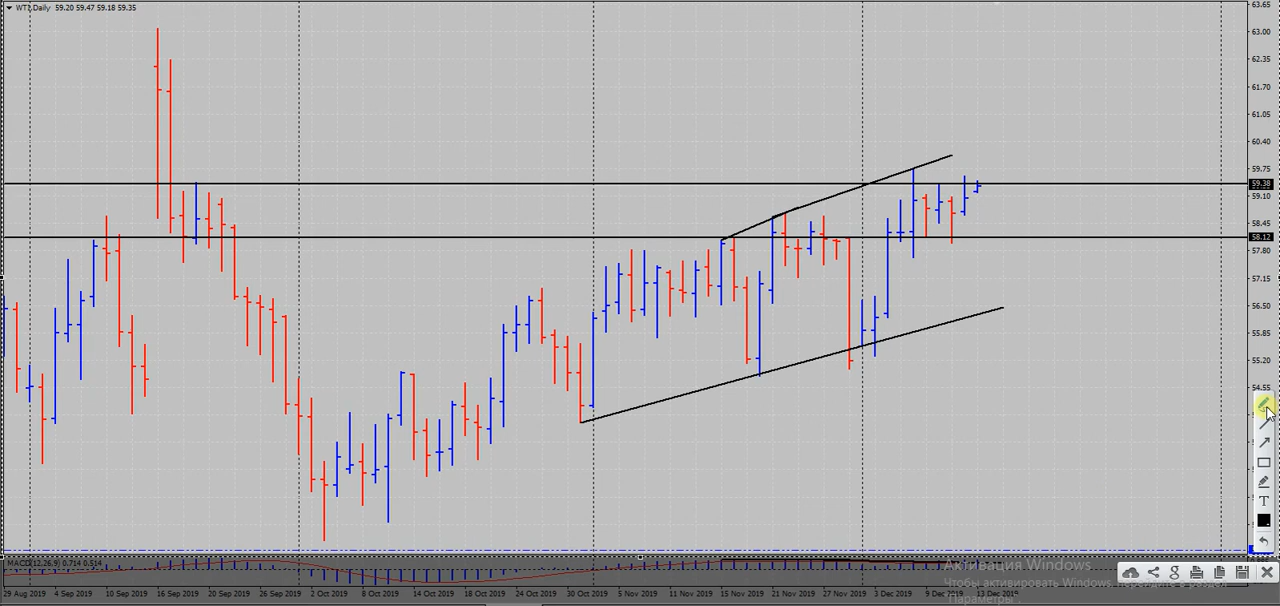 WTI,Daily 59.20 59.47 59.18 59.35
63.65
63.00
62.35
61.70
61.05
60.40
59.75
59.38
59.10
58.45
58.12
57.80
57.15
56.50
55.85
55.20
54.55
T
MACD(12,26,9) 0.714 0.514
Активация Windows
Чтобы активировать Windows, перейдите в раздел
"Параметры".
29 Aug 2019 4 Sep 2019 10 Sep 2019 16 Sep 2019 20 Sep 2019 26 Sep 2019 2 Oct 2019 8 Oct 2019 14 Oct 2019 18 Oct 2019 24 Oct 2019 30 Oct 2019 5 Nov 2019 11 Nov 2019 15 Nov 2019 21 Nov 2019 27 Nov 2019 3 Dec 2019 9 Dec 2019 13 Dec 2019